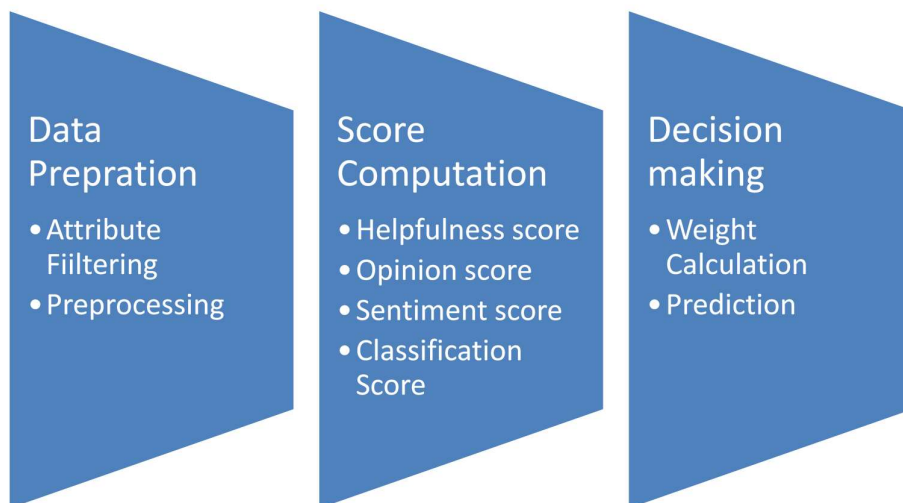 Data
Prepration
•Attribute
Fiiltering
•Preprocessing
Score
Computation
•Helpfulness score
•Opinion score
•Sentiment score
•Classification
Score
Decision
making
•Weight
Calculation
•Prediction